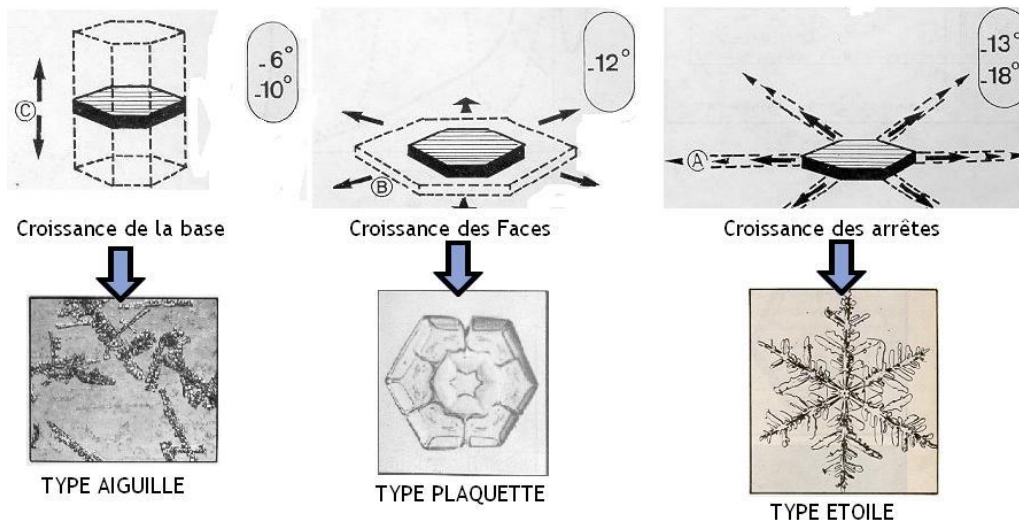 -6°
-10°
-12°
-13°
-18°
C
B
A
Croissance de la base
Croissance des Faces
Croissance des arrêtes
TYPE AIGUILLE
TYPE PLAQUETTE
TYPE ETOILE